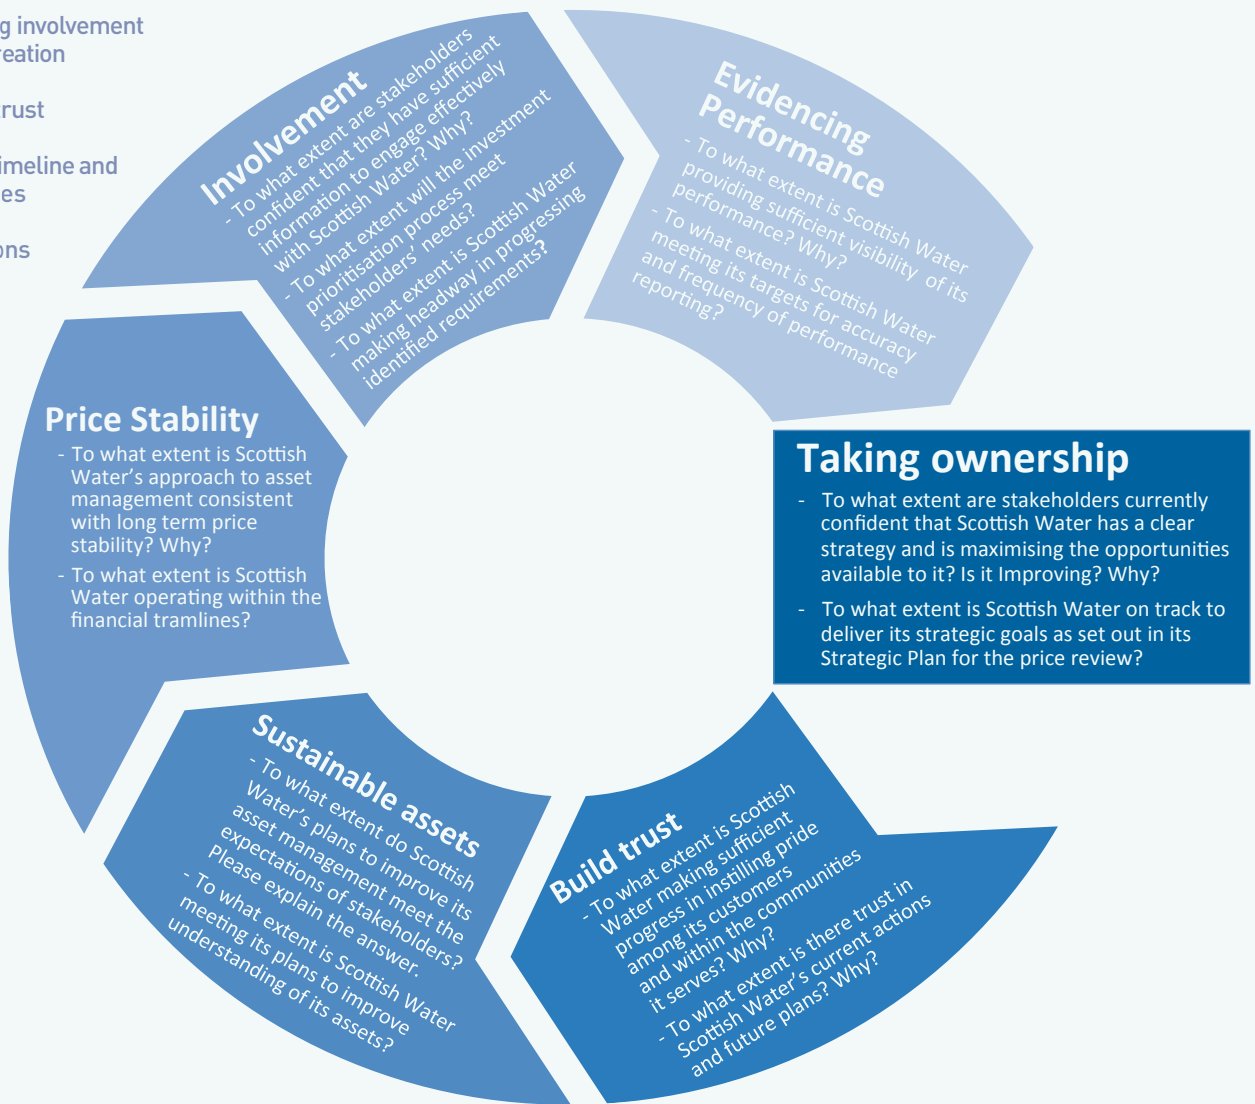 g involvement
reation
rust
imeline and
es
ons
Involvement
- To what extent are stakeholders
confident that they have sufficient
information to engage effectively
with Scottish Water? Why?
- To what extent will the investment
prioritisation process meet
stakeholders' needs?
- To what extent is Scottish Water
making headway in progressing
identified requirements?
Evidencing
Performance
- To what extent is Scottish Water
providing sufficient visibility of its
performance? Why?
- To what extent is Scottish Water
meeting its targets for accuracy
and frequency of performance
reporting?
Price Stability
- To what extent is Scottish
Water's approach to asset
management consistent
with long term price
stability? Why?
- To what extent is Scottish
Water operating within the
financial tramlines?
Taking ownership
- To what extent are stakeholders currently
confident that Scottish Water has a clear
strategy and is maximising the opportunities
available to it? Is it Improving? Why?
- To what extent is Scottish Water on track to
deliver its strategic goals as set out in its
Strategic Plan for the price review?
Sustainable assets
- To what extent do Scottish
Water's plans to improve its
asset management meet the
expectations of stakeholders?
Please explain the answer.
- To what extent is Scottish Water
meeting its plans to improve
understanding of its assets?
Build trust
- To what extent is Scottish
Water making sufficient
progress in instilling pride
among its customers
and within the communities
it serves? Why?
- To what extent is there trust in
Scottish Water's current actions
and future plans? Why?